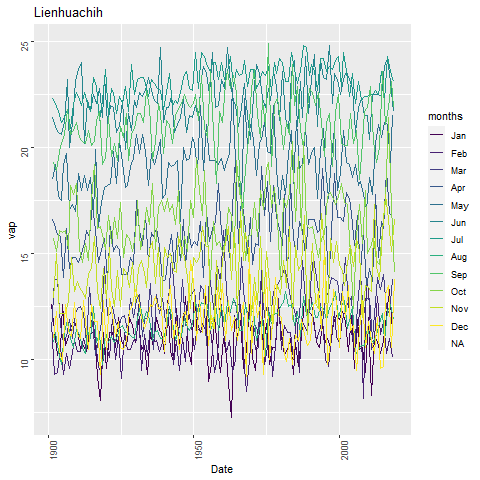 Lienhuachih
25
20
15
10
vap
1900
1950
2000
Date
months
Jan
Feb
Mar
Apr
May
Jun
Jul
Aug
Sep
Oct
Nov
Dec
NA